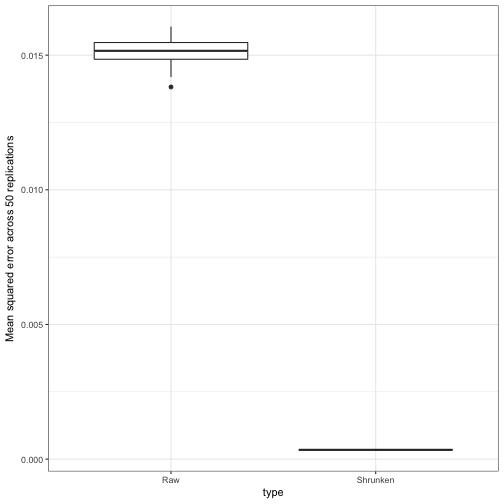 Mean squared error across 50 replications
0.015
0.010
0.005
0.000
Raw
Shrunken
type